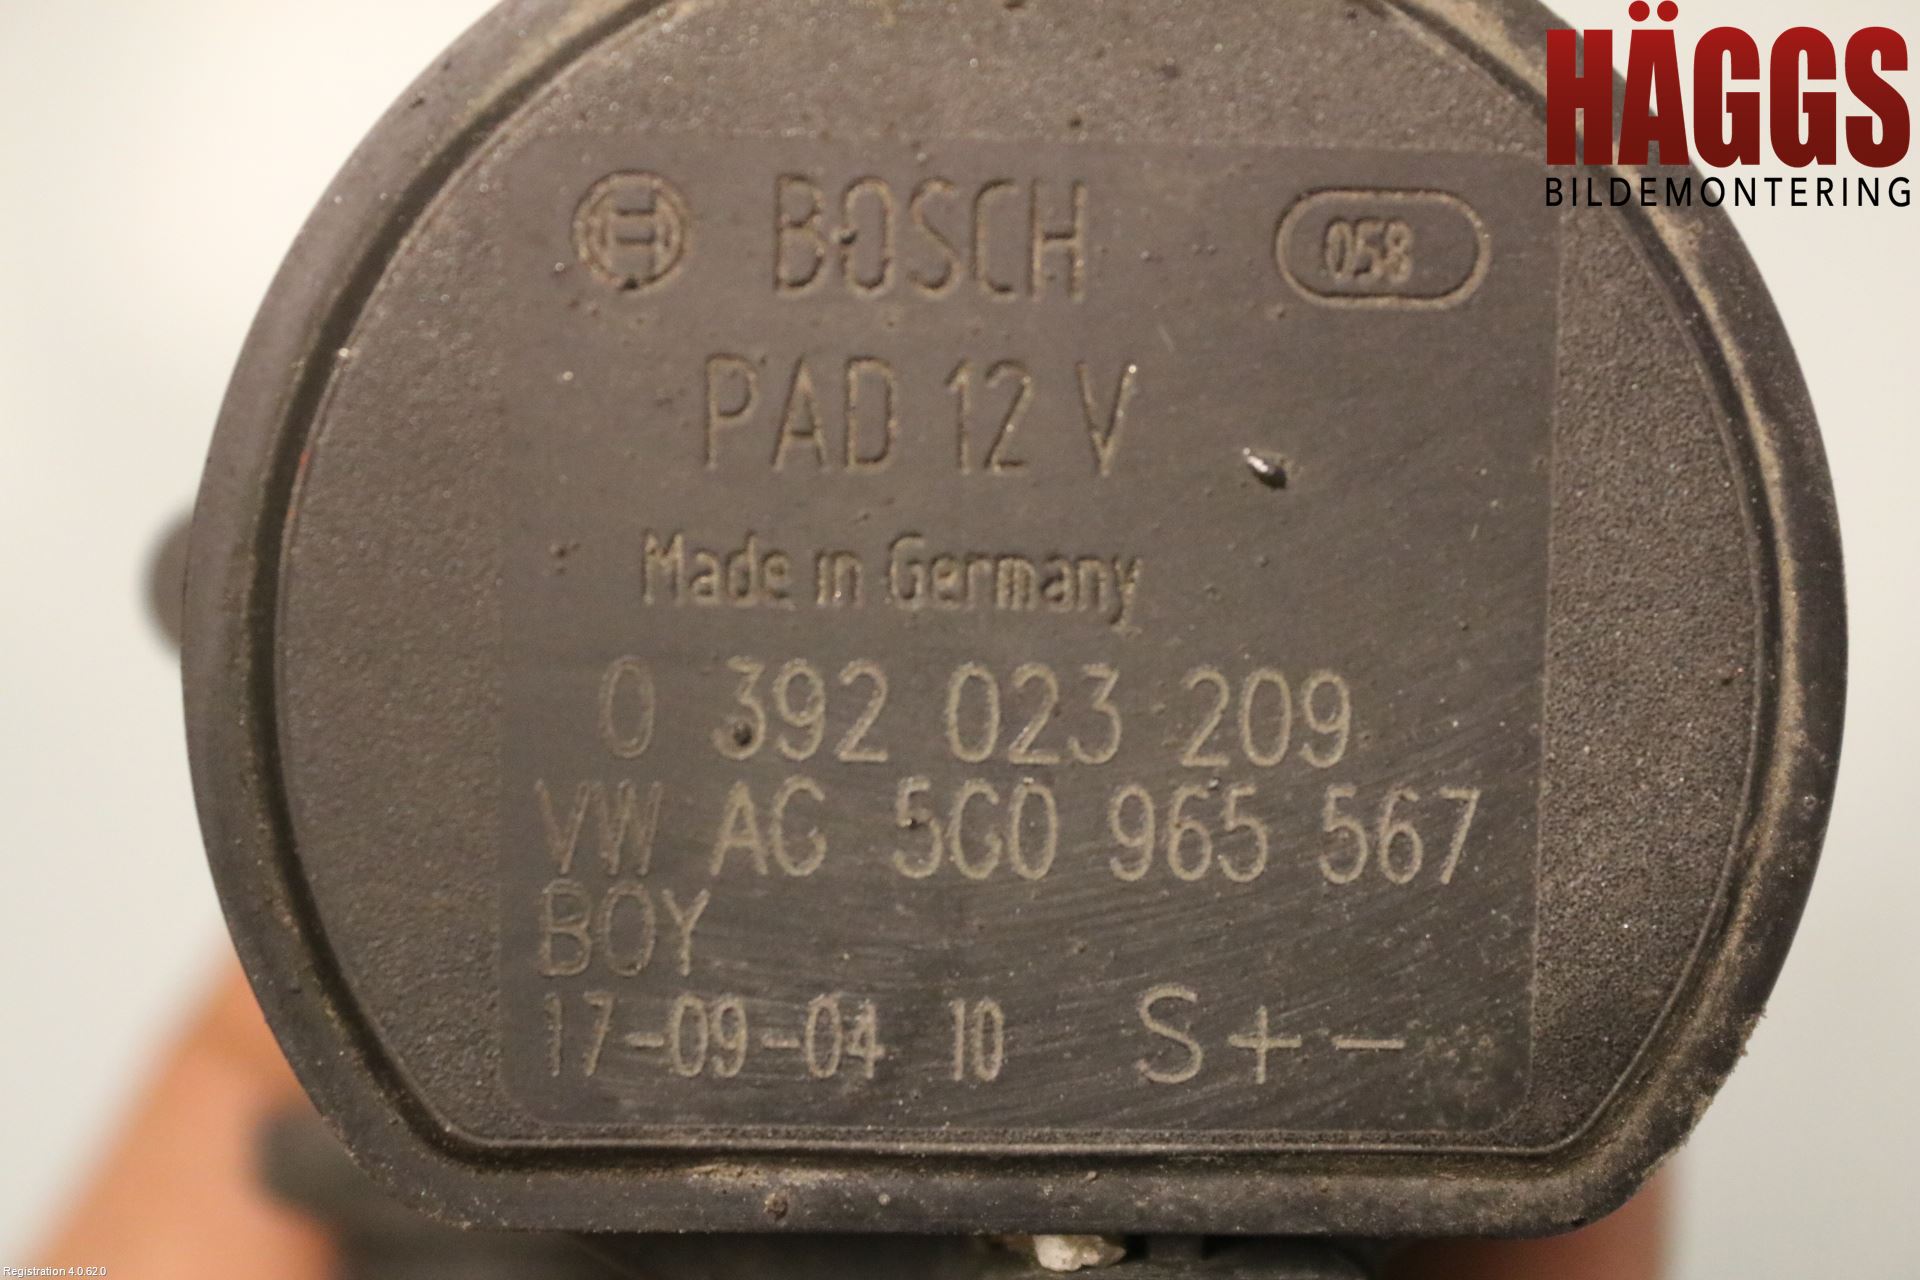 HÄGGS
BILDEMONTERING
BOSCH 058
PAD 12 V
Made in Germany
0 392 023 209
VW AG 5G0 965 567
BOY
17-09-04 10 S + -
Registration 4.0.62.0